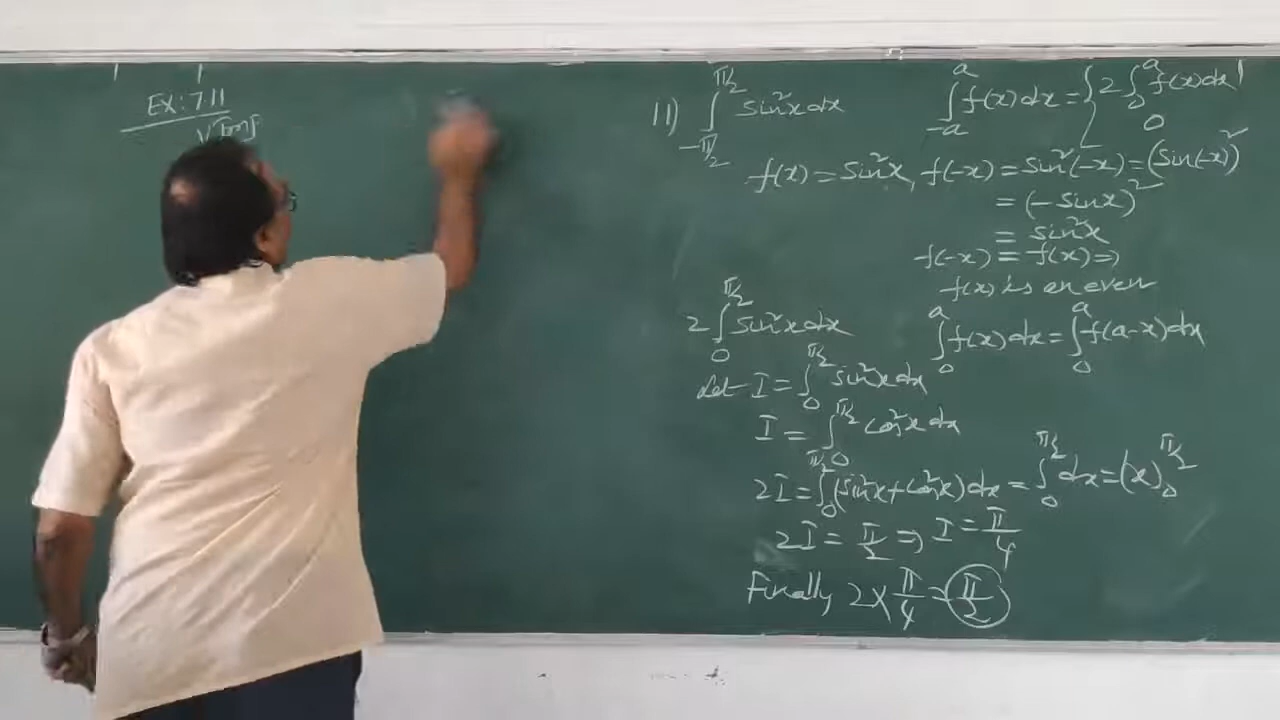 Ex: 7.11
√ Imp
11) ∫_{-π/2}^{π/2} sin²x dx
∫_{-a}^{a} f(x) dx = { 2 ∫_0^a f(x) dx
0
f(x) = sin²x, f(-x) = sin²(-x) = (sin(-x))²
= (-sinx)²
= sin²x
f(-x) = f(x) ⇒
f(x) is an even
2 ∫_0^{π/2} sin²x dx
∫_0^a f(x) dx = ∫_0^a f(a-x) dx
Let I = ∫_0^{π/2} sin²x dx
I = ∫_0^{π/2} cos²x dx
2I = ∫_0^{π/2} (sin²x + cos²x) dx = ∫_0^{π/2} dx = (x)_0^{π/2}
2I = π/2 ⇒ I = π/4
Finally 2 × π/4 = π/2